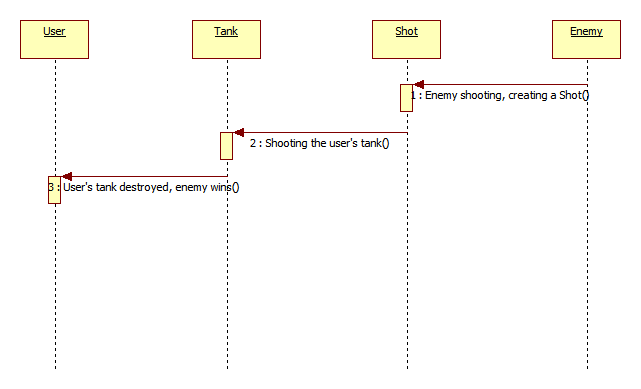 User
Tank
Shot
Enemy
1 : Enemy shooting, creating a Shot()
2 : Shooting the user's tank()
3 : User's tank destroyed, enemy wins()